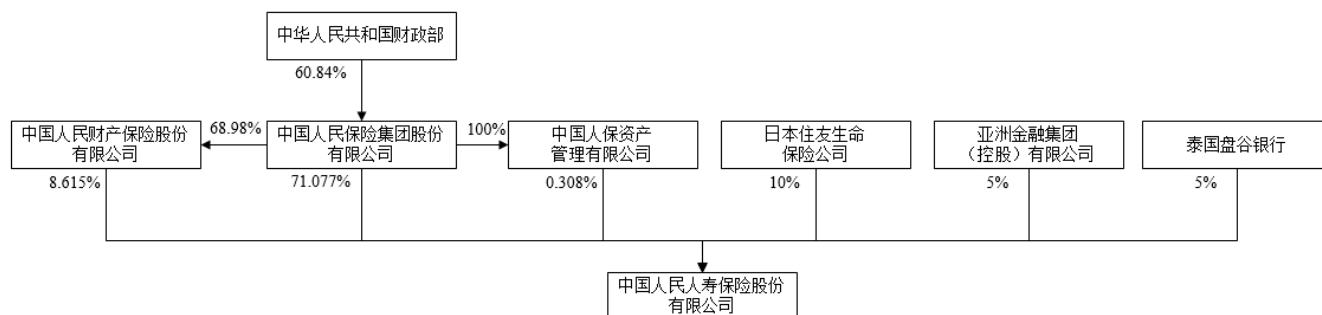 中华人民共和国财政部
60.84%
中国人民财产保险股份
有限公司
68.98%
中国人民保险集团股份
有限公司
100%
中国人保资产
管理有限公司
日本住友生命
保险公司
亚洲金融集团
（控股）有限公司
泰国盘谷银行
8.615%
71.077%
0.308%
10%
5%
5%
中国人民人寿保险股份
有限公司